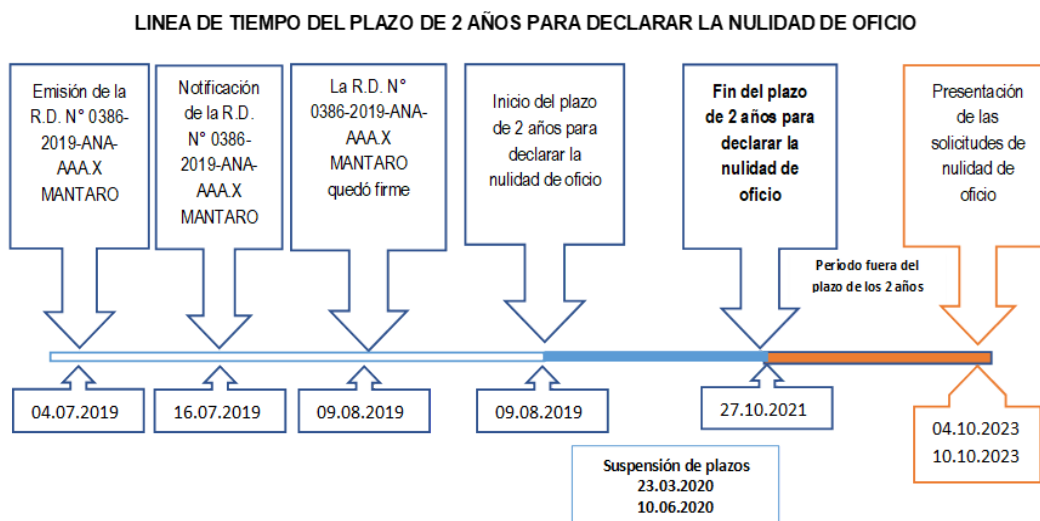 LINEA DE TIEMPO DEL PLAZO DE 2 AÑOS PARA DECLARAR LA NULIDAD DE OFICIO
Emisión de la
R.D. N° 0386-
2019-ANA-
AAA.X
MANTARO
Notificación
de la R.D.
N° 0386-
2019-ANA-
AAA.X
MANTARO
La R.D. N°
0386-2019-ANA-
AAA.X
MANTARO
quedó firme
Inicio del plazo
de 2 años para
declarar la
nulidad de oficio
Fin del plazo
de 2 años para
declarar la
nulidad de
oficio
Presentación
de las
solicitudes de
nulidad de
oficio
Periodo fuera del
plazo de los 2 años
04.07.2019
16.07.2019
09.08.2019
09.08.2019
27.10.2021
04.10.2023
10.10.2023
Suspensión de plazos
23.03.2020
10.06.2020